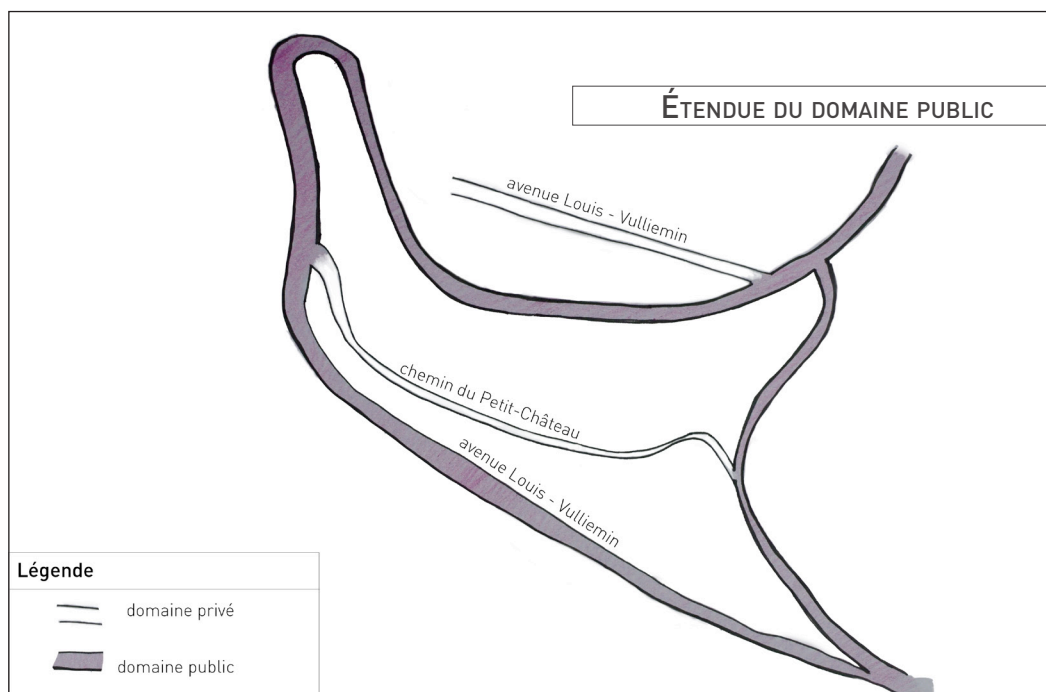 ÉTENDUE DU DOMAINE PUBLIC
avenue Louis - Vulliemin
chemin du Petit-Château
avenue Louis - Vulliemin
Légende
domaine privé
domaine public